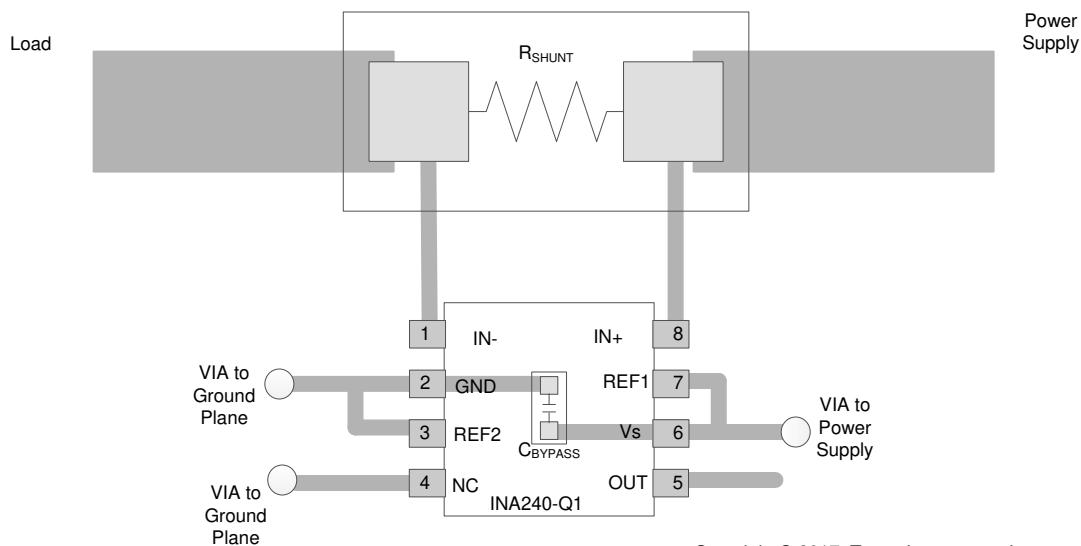 Load
Power
Supply
RSHUNT
1
IN-
IN+
8
VIA to
Ground
Plane
2
GND
REF1
7
3
REF2
Vs
6
VIA to
Power
Supply
CBYPASS
4
NC
OUT
5
VIA to
Ground
Plane
INA240-Q1